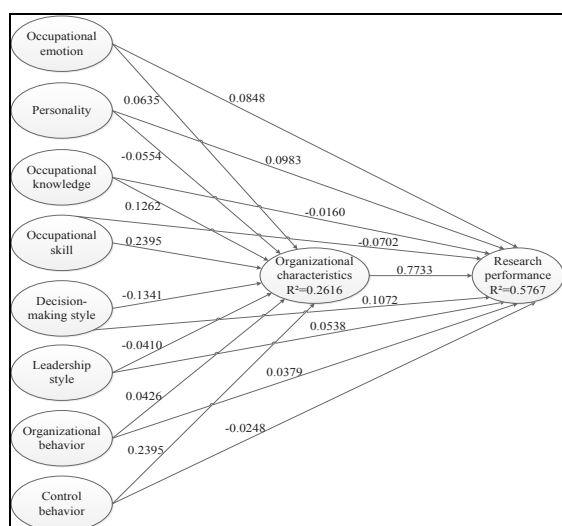 Occupational
emotion
0.0635
0.0848
Personality
-0.0554
0.0983
Occupational
knowledge
0.1262
-0.0160
Occupational
skill
0.2395
-0.0702
Organizational
characteristics
R²=0.2616
0.7733
Research
performance
R²=0.5767
Decision-
making style
-0.1341
0.1072
Leadership
style
-0.0410
0.0538
Organizational
behavior
0.0426
0.0379
Control
behavior
0.2395
-0.0248